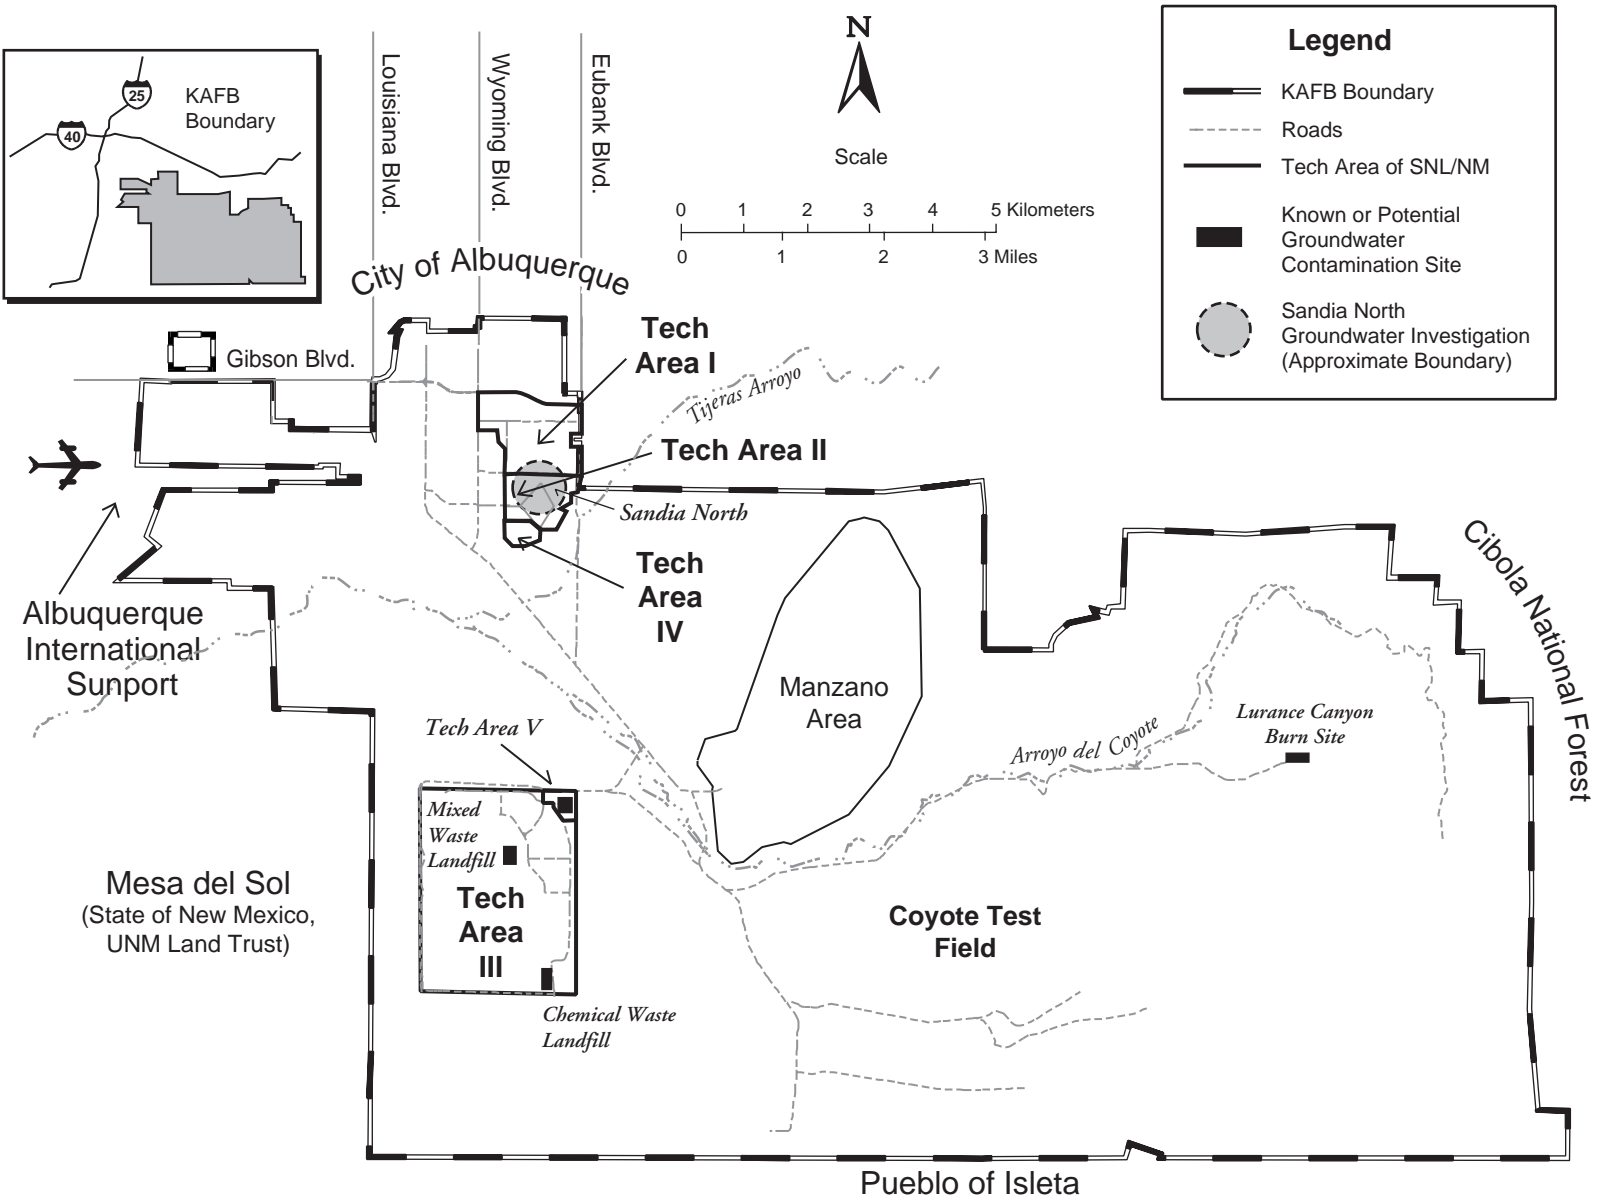 N
Scale
0 1 2 3 4 5 Kilometers
0 1 2 3 Miles
Legend
KAFB Boundary
Roads
Tech Area of SNL/NM
Known or Potential
Groundwater
Contamination Site
Sandia North
Groundwater Investigation
(Approximate Boundary)
25
40
KAFB
Boundary
Louisiana Blvd.
Wyoming Blvd.
Eubank Blvd.
City of Albuquerque
Gibson Blvd.
Tech
Area I
Tijeras Arroyo
Tech Area II
Sandia North
Tech
Area
IV
Albuquerque
International
Sunport
Manzano
Area
Cibola National Forest
Lurance Canyon
Burn Site
Arroyo del Coyote
Tech Area V
Mixed
Waste
Landfill
Tech
Area
III
Chemical Waste
Landfill
Mesa del Sol
(State of New Mexico,
UNM Land Trust)
Coyote Test
Field
Pueblo of Isleta